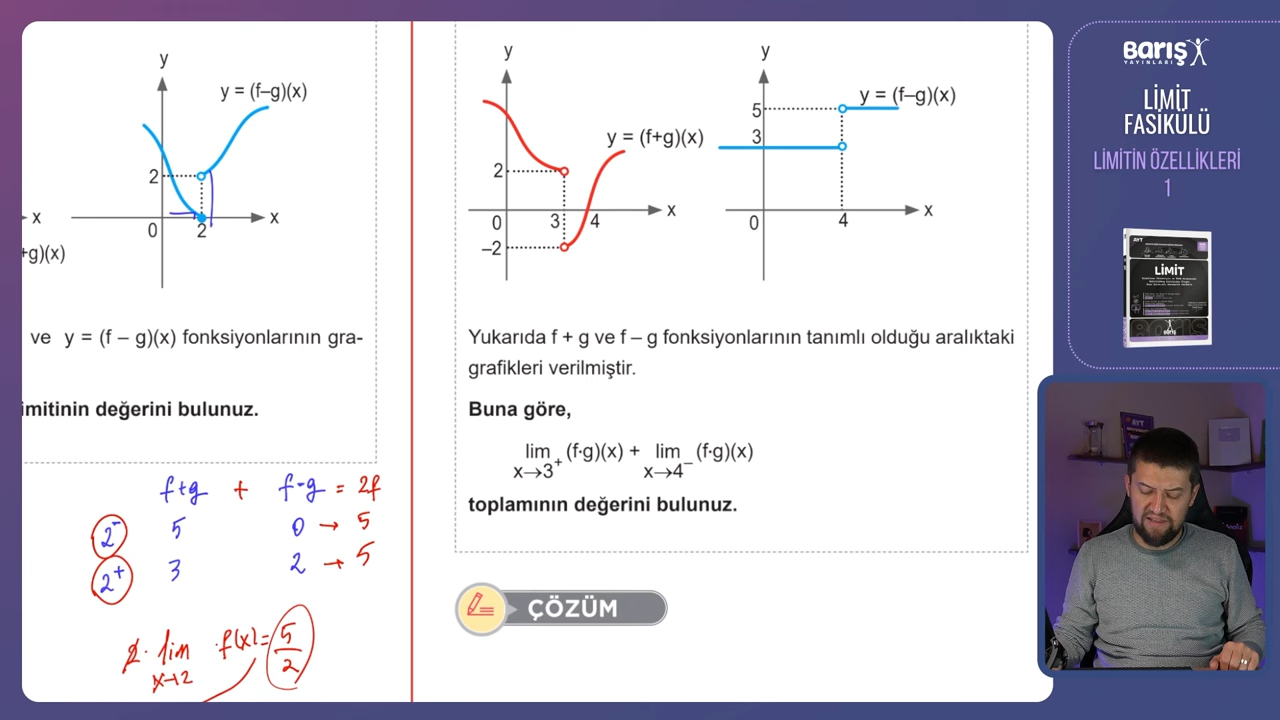 y
y = (f–g)(x)
2
x
0
2
x
+g)(x)
ve y = (f – g)(x) fonksiyonlarının gra-
imitinin değerini bulunuz.
f+g + f-g = 2f
2⁻ 5 0 → 5
2⁺ 3 2 → 5
2. lim f(x) = 5/2
x→2
y
y = (f+g)(x)
2
0
3
4
x
–2
y
y = (f–g)(x)
5
3
0
4
x
Yukarıda f + g ve f – g fonksiyonlarının tanımlı olduğu aralıktaki
grafikleri verilmiştir.
Buna göre,
lim (f·g)(x) + lim (f·g)(x)
x→3⁺ x→4⁻
toplamının değerini bulunuz.
ÇÖZÜM
BARIŞ
YAYINLARI
LİMİT
FASİKÜLÜ
LİMİTİN ÖZELLİKLERİ
1
AYT
LİMİT
BARIŞ